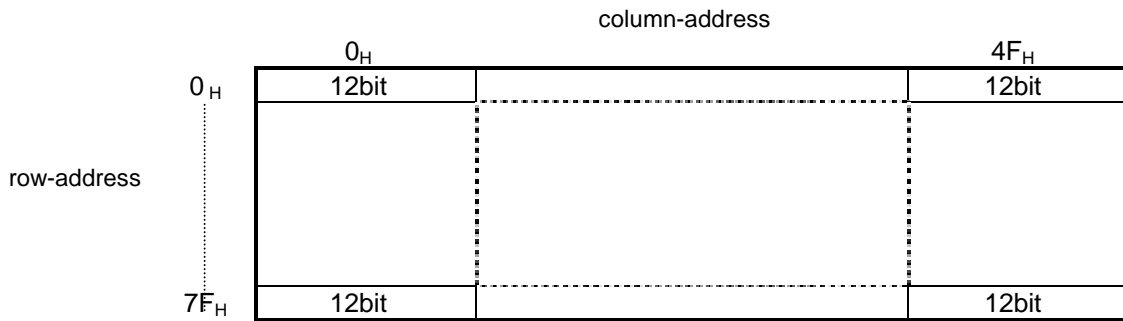 column-address
0H 4FH
0 H 12bit 12bit
row-address
7FH 12bit 12bit